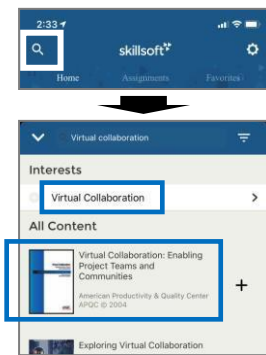 2:33
skillsoft
Home Assignments Favorites
Virtual collaboration
Interests
Virtual Collaboration
All Content
Virtual Collaboration: Enabling
Project Teams and
Communities
American Productivity & Quality Center
APQC © 2004
+
Exploring Virtual Collaboration